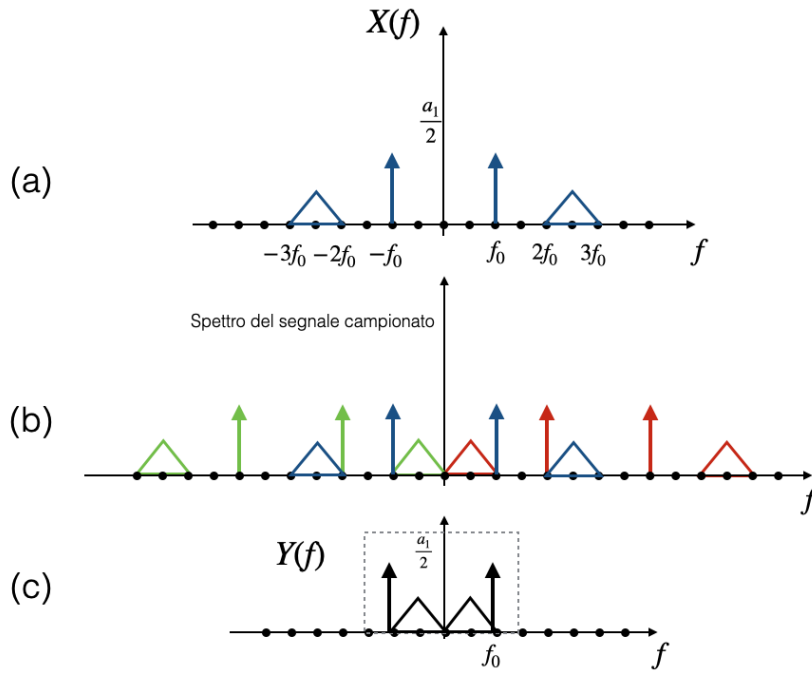 X(f)
a₁/2
(a)
−3f₀ −2f₀ −f₀ f₀ 2f₀ 3f₀ f
Spettro del segnale campionato
(b)
f
Y(f)
a₁/2
(c)
f₀ f